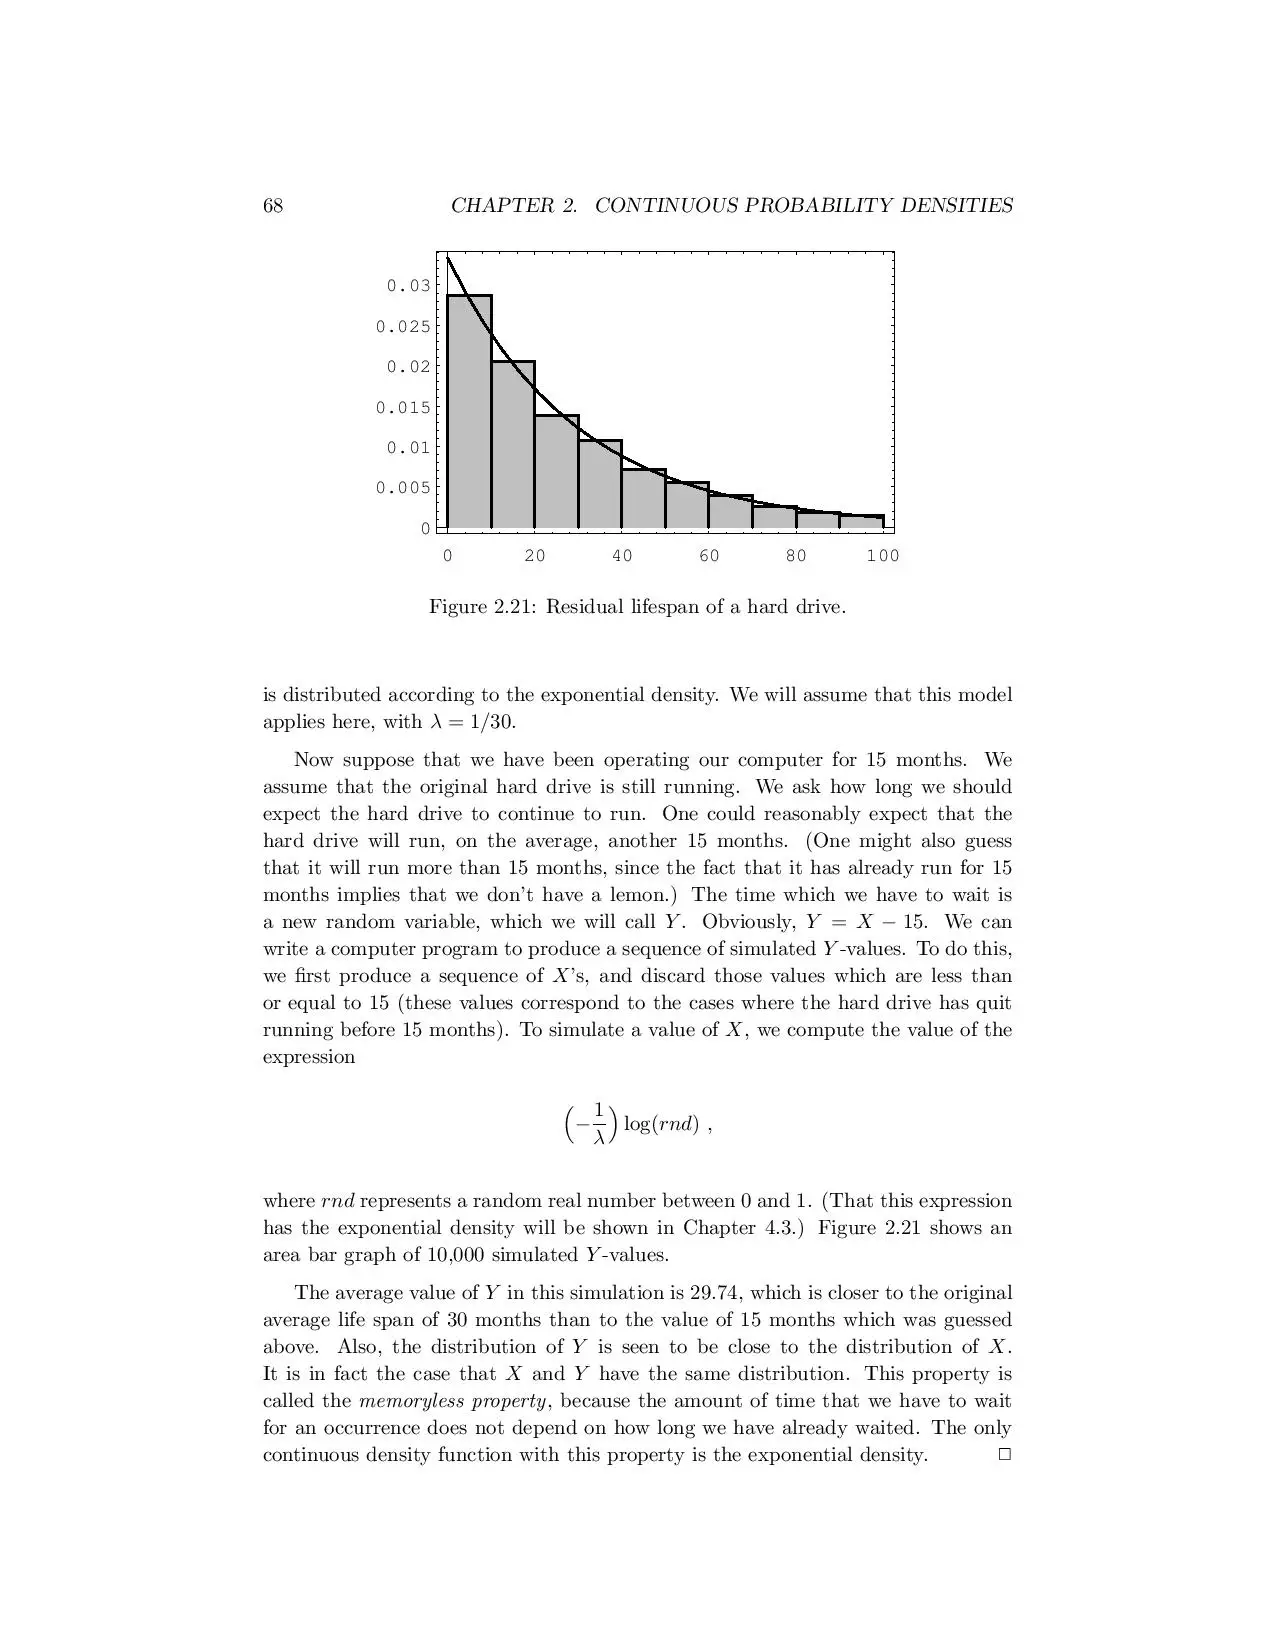 68 CHAPTER 2. CONTINUOUS PROBABILITY DENSITIES
0.03
0.025
0.02
0.015
0.01
0.005
0
0 20 40 60 80 100
Figure 2.21: Residual lifespan of a hard drive.
is distributed according to the exponential density. We will assume that this model
applies here, with λ = 1/30.
Now suppose that we have been operating our computer for 15 months. We
assume that the original hard drive is still running. We ask how long we should
expect the hard drive to continue to run. One could reasonably expect that the
hard drive will run, on the average, another 15 months. (One might also guess
that it will run more than 15 months, since the fact that it has already run for 15
months implies that we don't have a lemon.) The time which we have to wait is
a new random variable, which we will call Y. Obviously, Y = X − 15. We can
write a computer program to produce a sequence of simulated Y-values. To do this,
we first produce a sequence of X's, and discard those values which are less than
or equal to 15 (these values correspond to the cases where the hard drive has quit
running before 15 months). To simulate a value of X, we compute the value of the
expression
(−1/λ) log(rnd) ,
where rnd represents a random real number between 0 and 1. (That this expression
has the exponential density will be shown in Chapter 4.3.) Figure 2.21 shows an
area bar graph of 10,000 simulated Y-values.
The average value of Y in this simulation is 29.74, which is closer to the original
average life span of 30 months than to the value of 15 months which was guessed
above. Also, the distribution of Y is seen to be close to the distribution of X.
It is in fact the case that X and Y have the same distribution. This property is
called the memoryless property, because the amount of time that we have to wait
for an occurrence does not depend on how long we have already waited. The only
continuous density function with this property is the exponential density. □